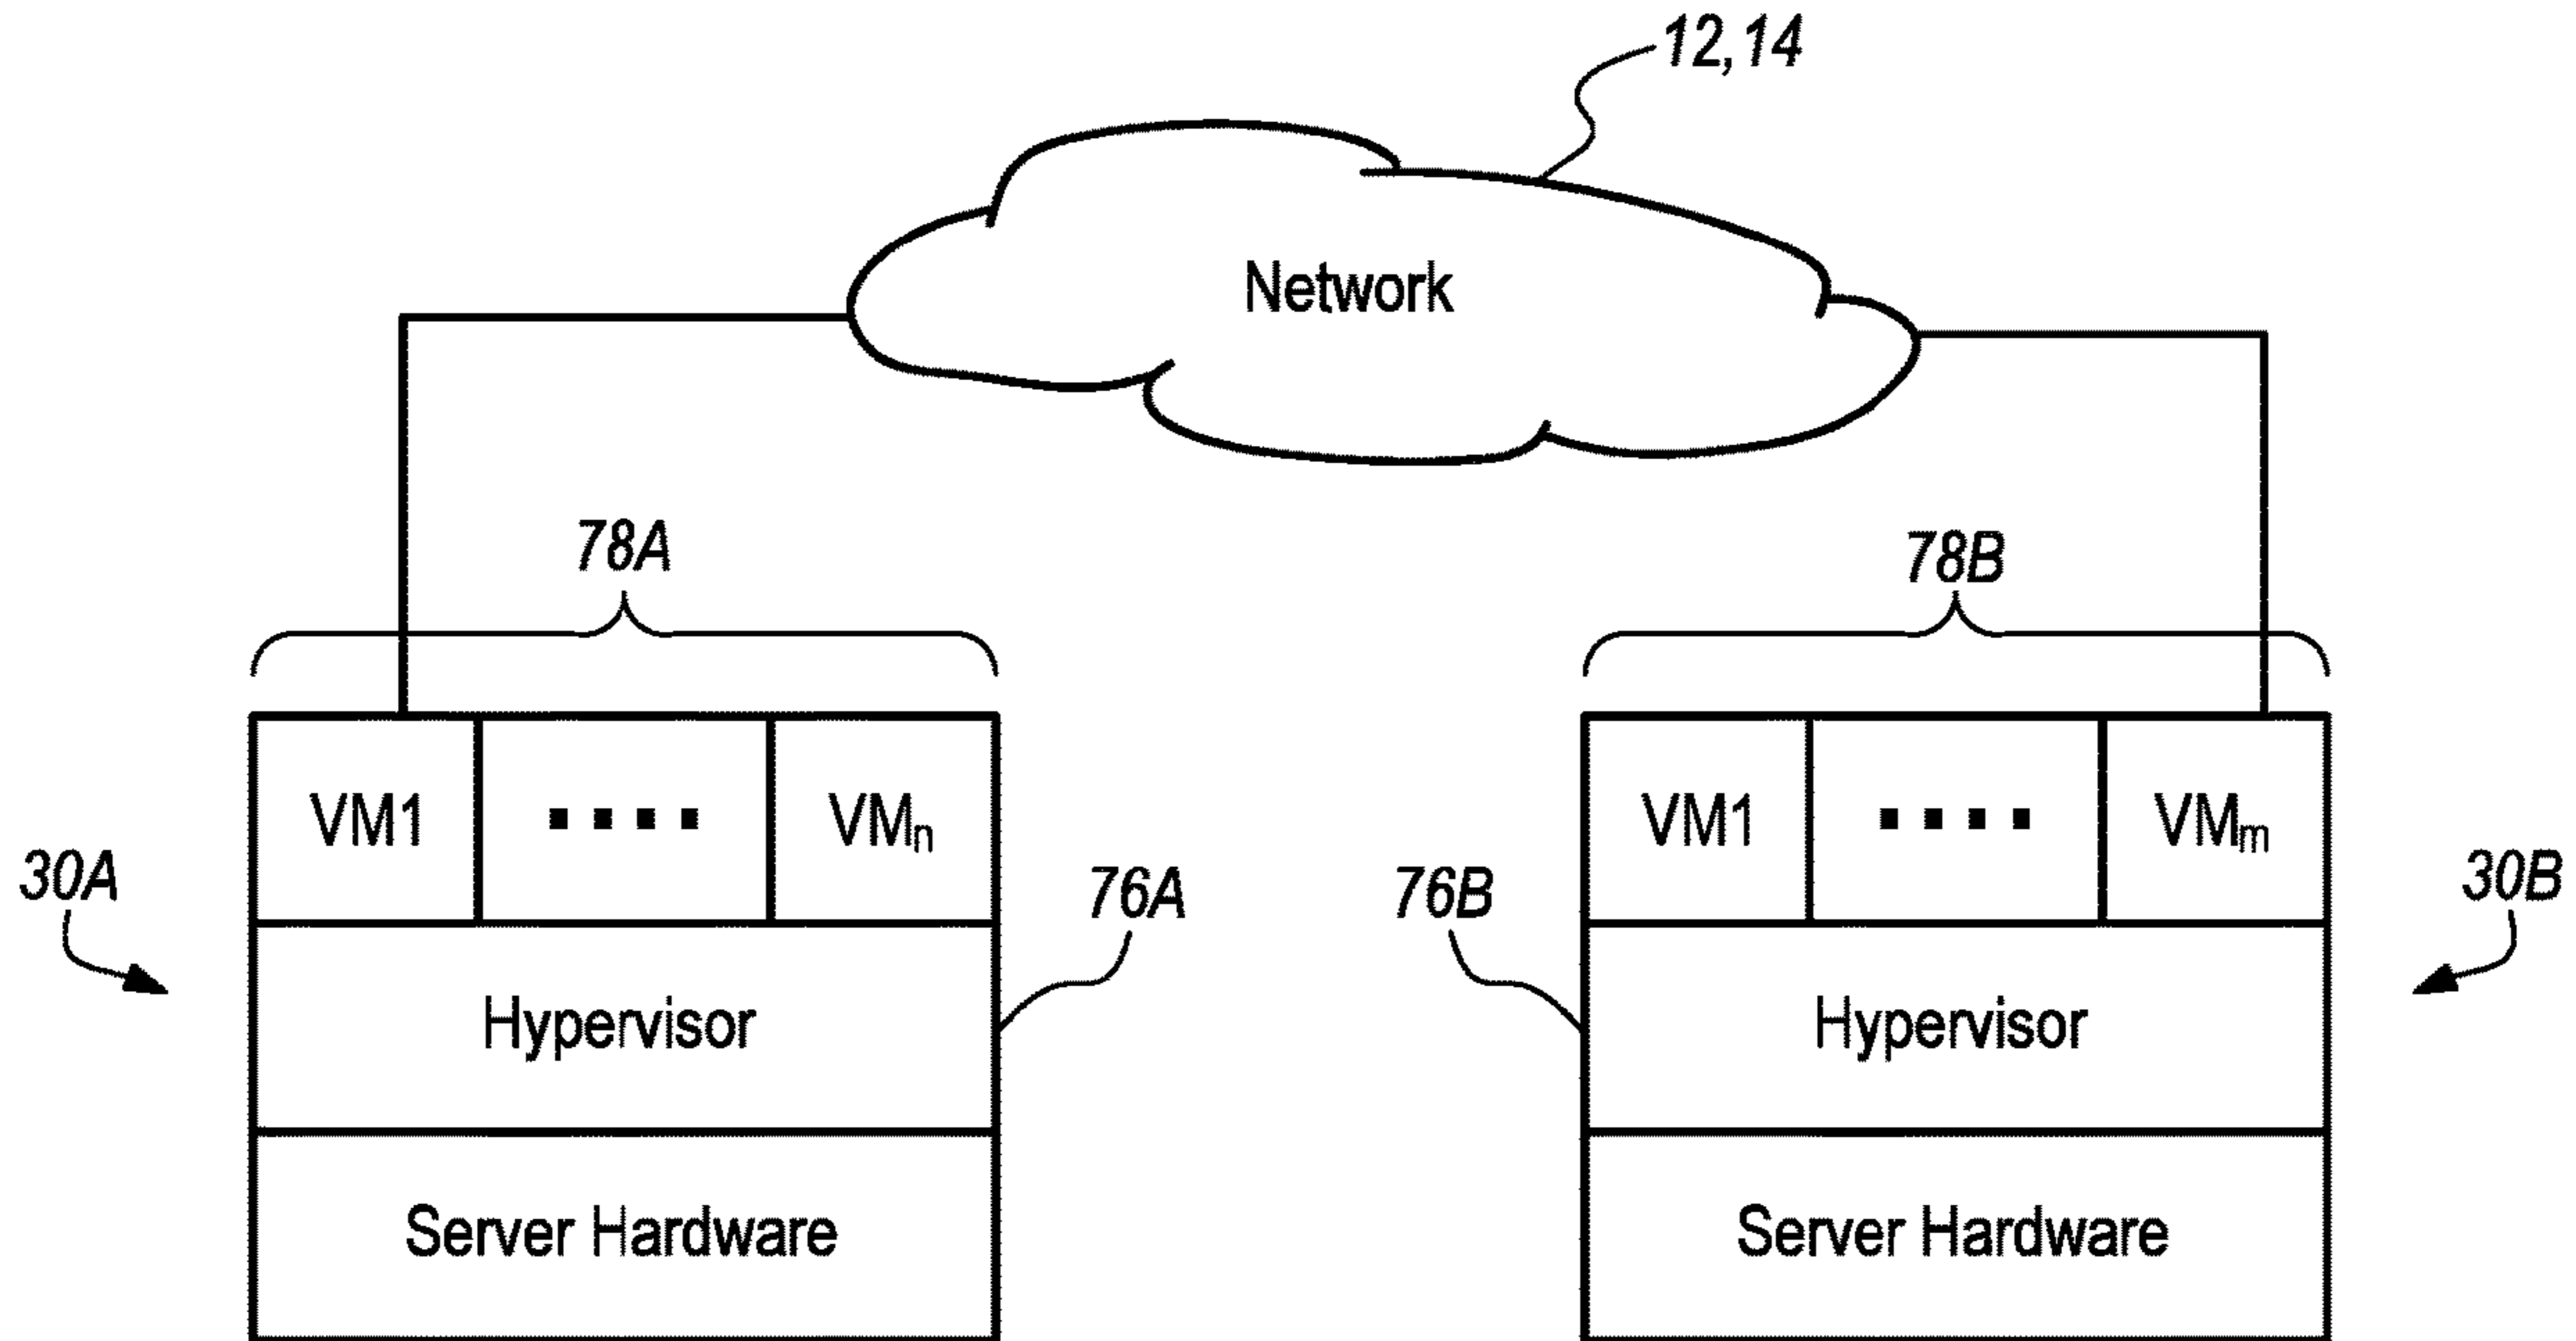 12,14
Network
78A
78B
VM1 .... VMn
VM1 .... VMm
30A
76A
76B
30B
Hypervisor
Hypervisor
Server Hardware
Server Hardware